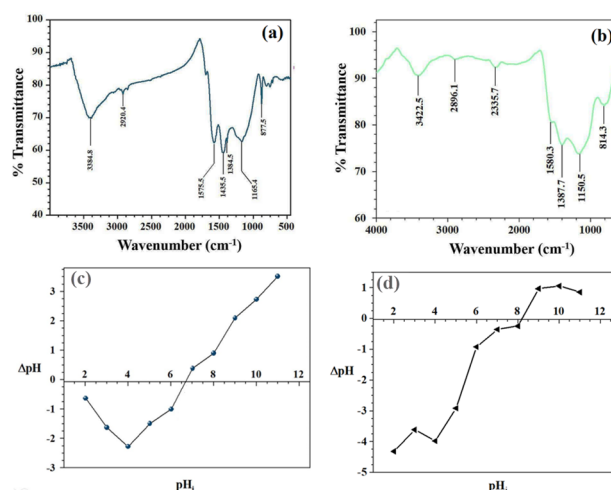 (a)
% Transmittance
100
90
80
70
60
50
40
3384.8
2920.4
1575.5
1435.5
1384.5
1165.4
877.5
3500 3000 2500 2000 1500 1000 500
Wavenumber (cm-1)
(b)
% Transmittance
100
90
80
70
60
3422.5
2896.1
2335.7
1580.3
1387.7
1150.5
814.3
4000 3000 2000 1000
Wavenumber (cm-1)
(c)
3
2
1
0
-1
-2
-3
ΔpH
2 4 6 8 10 12
pHi
(d)
1
0
-1
-2
-3
-4
-5
ΔpH
2 4 6 8 10 12
pHi